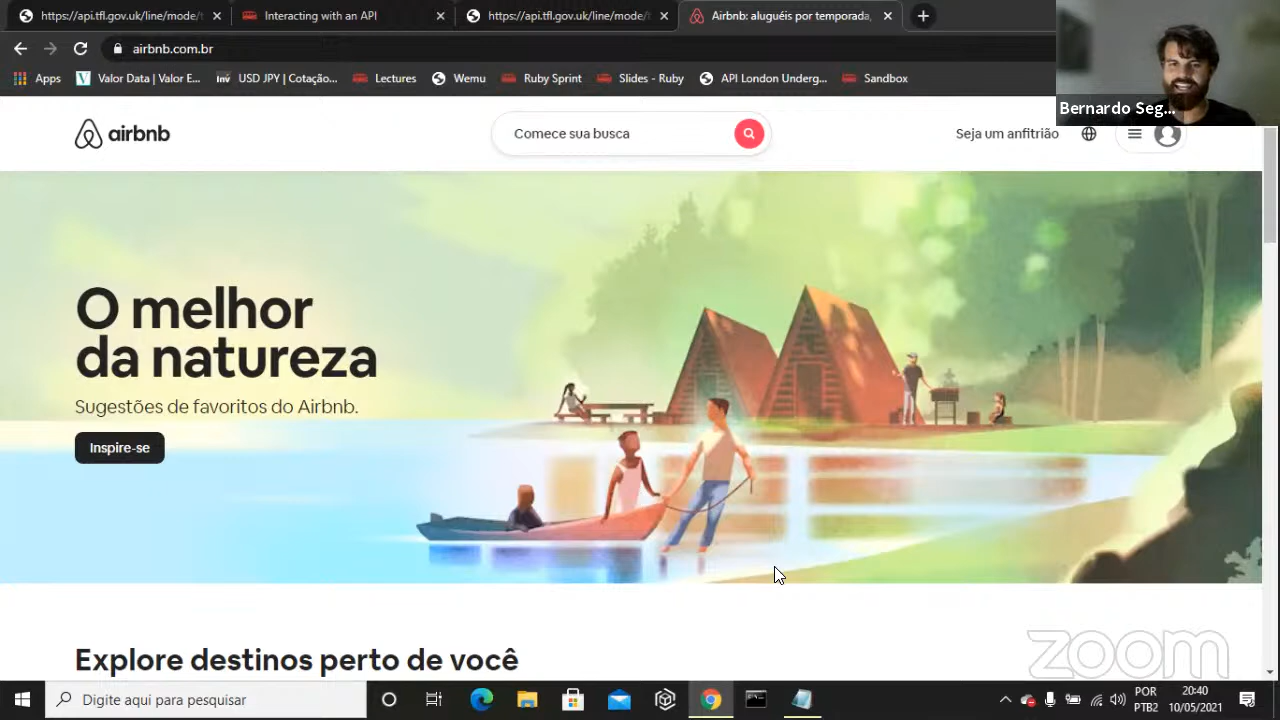 https://api.tfl.gov.uk/line/mode/t
Interacting with an API
https://api.tfl.gov.uk/line/mode/t
Airbnb: aluguéis por temporada,
airbnb.com.br
Apps
Valor Data | Valor E...
USD JPY | Cotação...
Lectures
Wemu
Ruby Sprint
Slides - Ruby
API London Underg...
Sandbox
Bernardo Seg...
airbnb
Comece sua busca
Seja um anfitrião
O melhor
da natureza
Sugestões de favoritos do Airbnb.
Inspire-se
Explore destinos perto de você
zoom
Digite aqui para pesquisar
POR
PTB2
20:40
10/05/2021